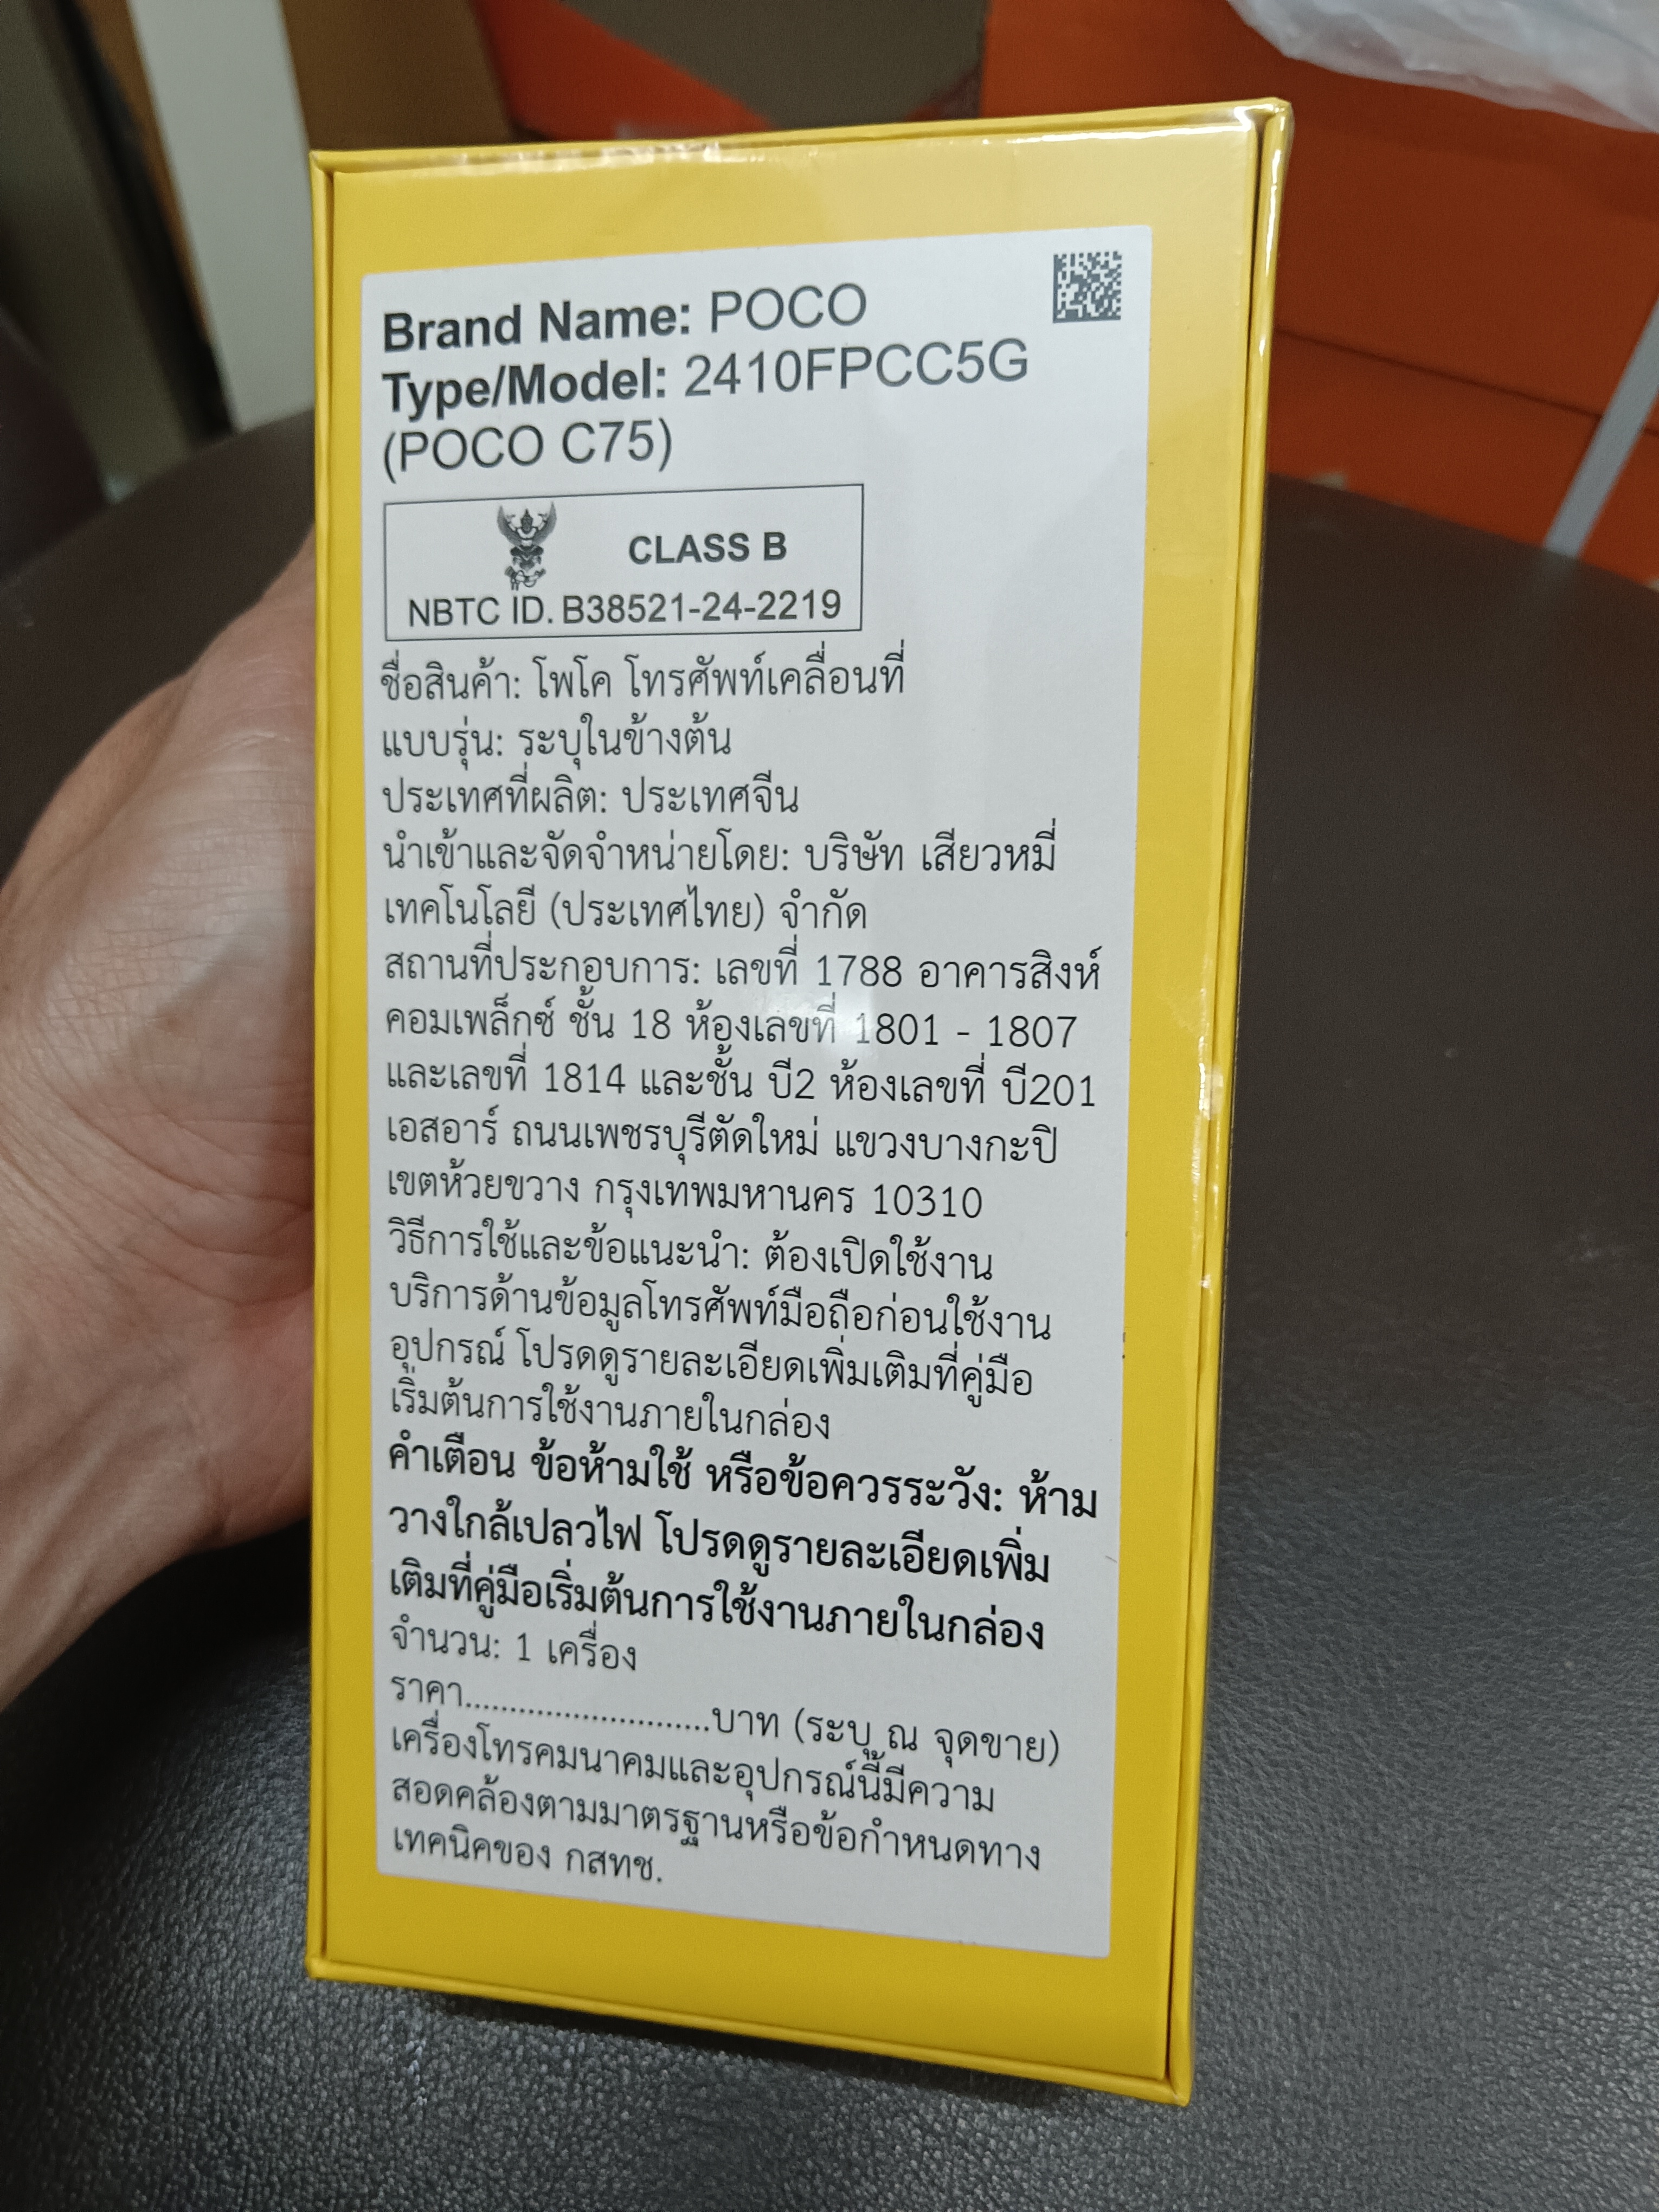 Brand Name: POCO
Type/Model: 2410FPCC5G
(POCO C75)
CLASS B
NBTC ID. B38521-24-2219
ชื่อสินค้า: โพโค โทรศัพท์เคลื่อนที่
แบบรุ่น: ระบุในข้างต้น
ประเทศที่ผลิต: ประเทศจีน
นำเข้าและจัดจำหน่ายโดย: บริษัท เสียวหมี่
เทคโนโลยี (ประเทศไทย) จำกัด
สถานที่ประกอบการ: เลขที่ 1788 อาคารสิงห์
คอมเพล็กซ์ ชั้น 18 ห้องเลขที่ 1801 - 1807
และเลขที่ 1814 และชั้น บี2 ห้องเลขที่ บี201
เอสอาร์ ถนนเพชรบุรีตัดใหม่ แขวงบางกะปิ
เขตห้วยขวาง กรุงเทพมหานคร 10310
วิธีการใช้และข้อแนะนำ: ต้องเปิดใช้งาน
บริการด้านข้อมูลโทรศัพท์มือถือก่อนใช้งาน
อุปกรณ์ โปรดดูรายละเอียดเพิ่มเติมที่คู่มือ
เริ่มต้นการใช้งานภายในกล่อง
คำเตือน ข้อห้ามใช้ หรือข้อควรระวัง: ห้าม
วางใกล้เปลวไฟ โปรดดูรายละเอียดเพิ่ม
เติมที่คู่มือเริ่มต้นการใช้งานภายในกล่อง
จำนวน: 1 เครื่อง
ราคา............................บาท (ระบุ ณ จุดขาย)
เครื่องโทรคมนาคมและอุปกรณ์นี้มีความ
สอดคล้องตามมาตรฐานหรือข้อกำหนดทาง
เทคนิคของ กสทช.